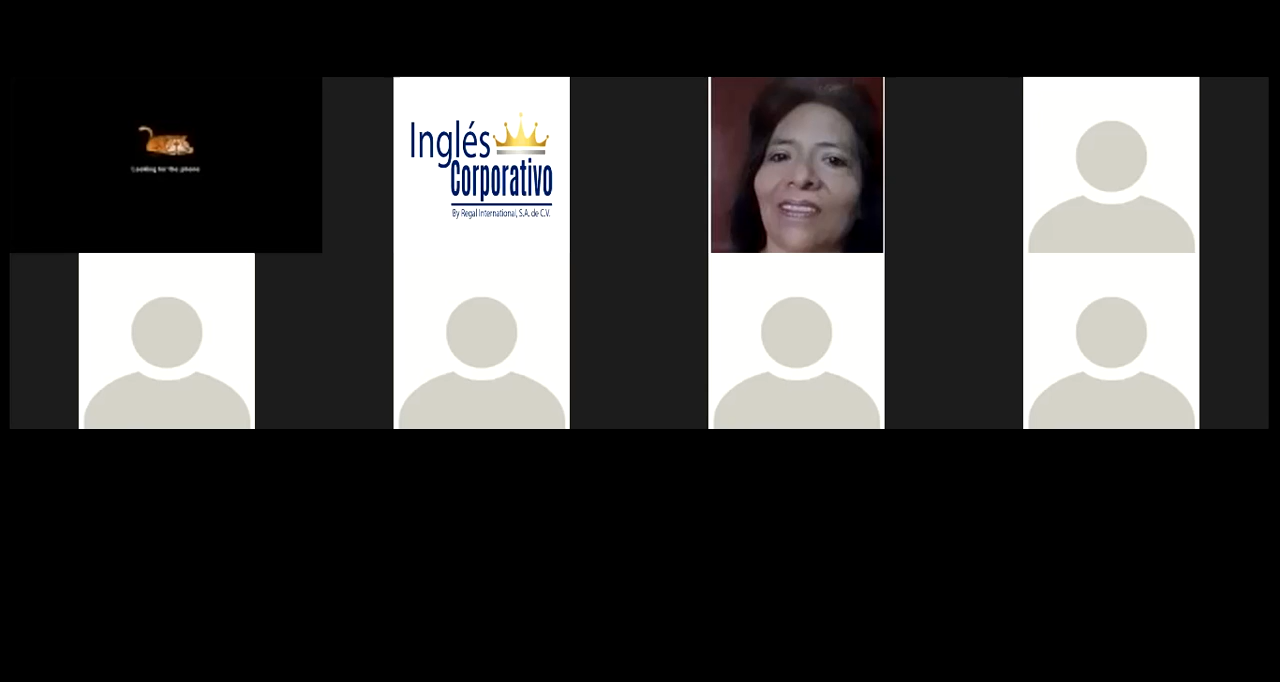 Looking for the phone
Inglés
Corporativo
By Regal International, S.A. de C.V.